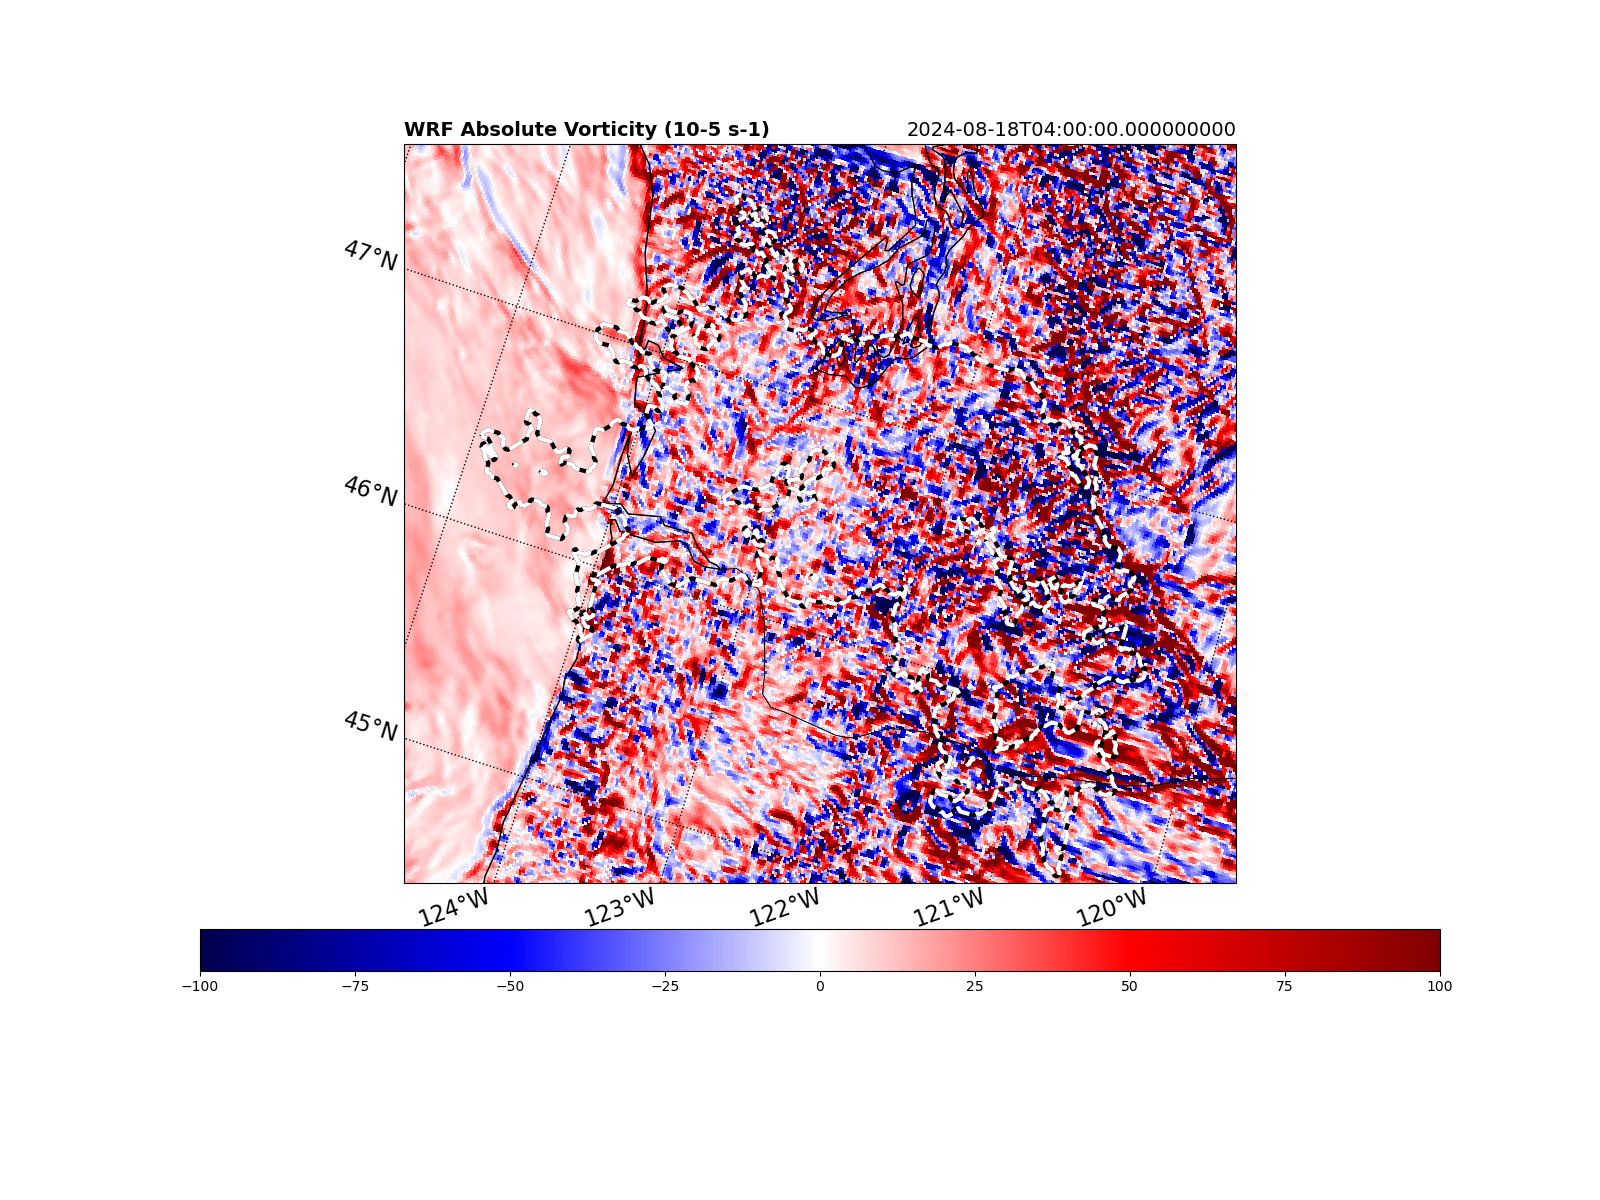 WRF Absolute Vorticity (10-5 s-1) 2024-08-18T04:00:00.000000000
47°N
46°N
45°N
124°W 123°W 122°W 121°W 120°W
−100 −75 −50 −25 0 25 50 75 100